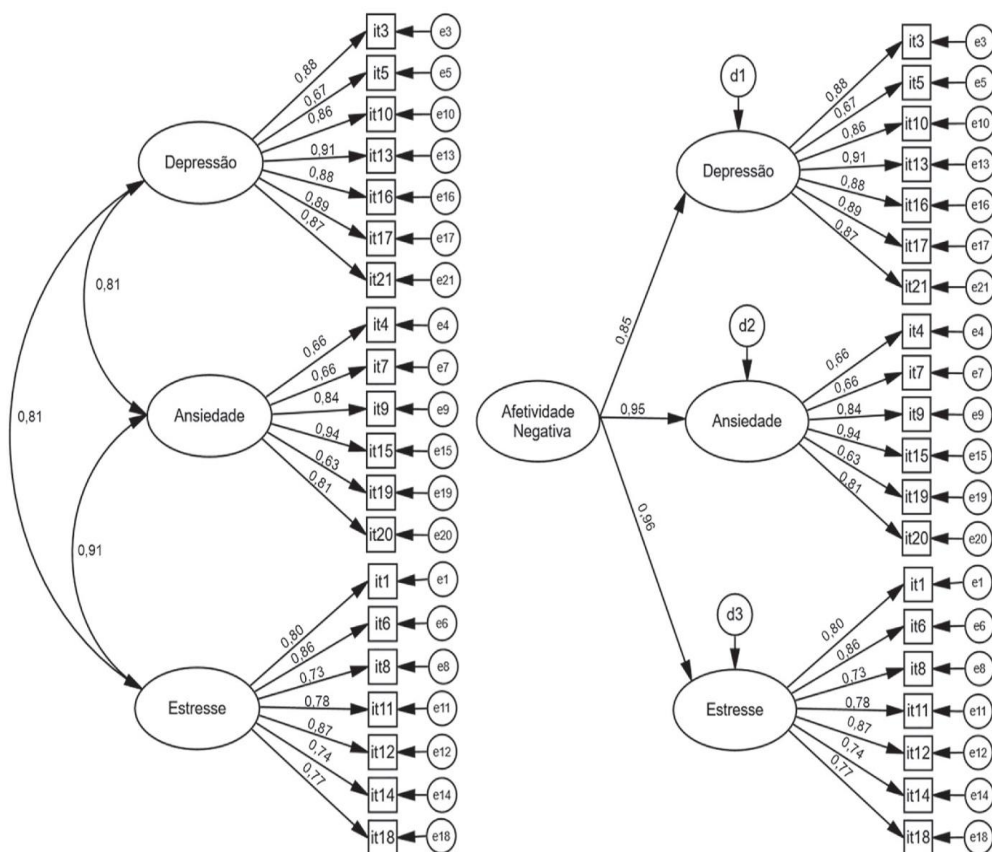 it3
e3
0,88
it5
e5
0,67
it10
e10
0,86
Depressão
it13
e13
0,91
it16
e16
0,88
it17
e17
0,89
it21
e21
0,87
0,81
it4
e4
0,66
it7
e7
0,66
Ansiedade
it9
e9
0,84
it15
e15
0,94
it19
e19
0,63
it20
e20
0,81
0,81
0,91
it1
e1
0,80
it6
e6
0,86
it8
e8
0,73
Estresse
it11
e11
0,78
it12
e12
0,87
it14
e14
0,74
it18
e18
0,77
d1
it3
e3
0,88
it5
e5
0,67
it10
e10
0,86
Depressão
it13
e13
0,91
it16
e16
0,88
it17
e17
0,89
it21
e21
0,87
0,85
d2
Afetividade
Negativa
0,95
it4
e4
0,66
it7
e7
0,66
Ansiedade
it9
e9
0,84
it15
e15
0,94
it19
e19
0,63
it20
e20
0,81
0,96
d3
it1
e1
0,80
it6
e6
0,86
it8
e8
0,73
Estresse
it11
e11
0,78
it12
e12
0,87
it14
e14
0,74
it18
e18
0,77